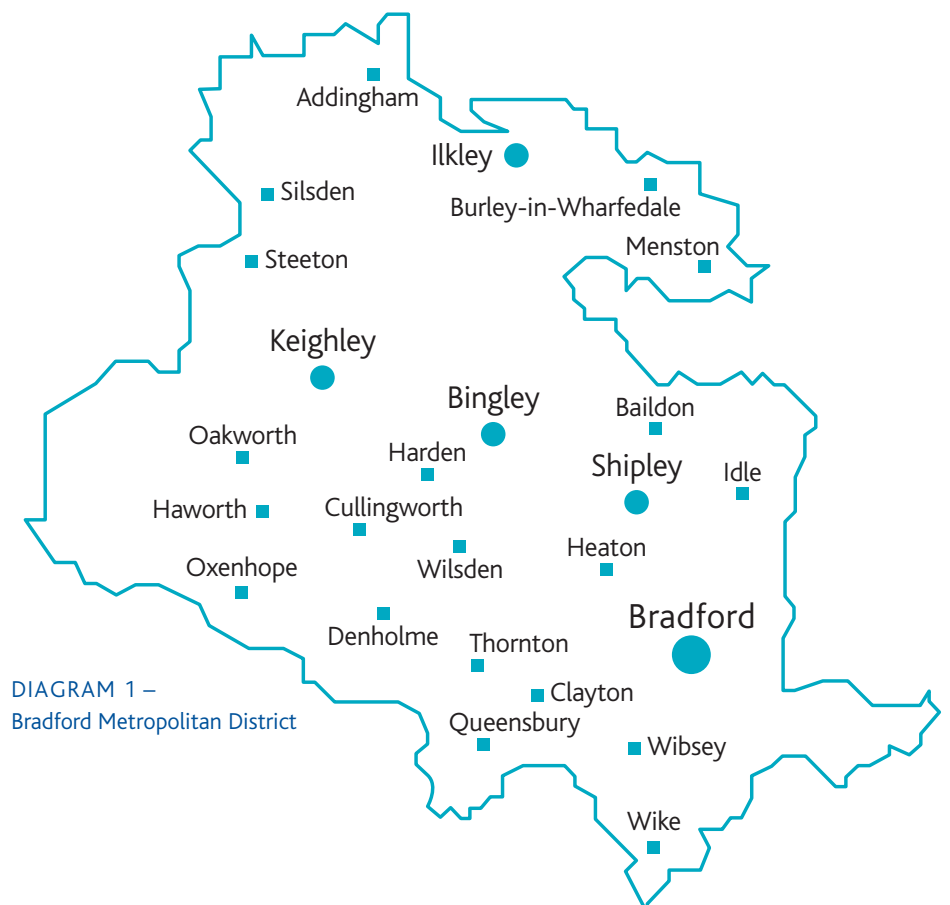 Addingham
Ilkley
Silsden
Burley-in-Wharfedale
Menston
Steeton
Keighley
Bingley
Baildon
Oakworth
Harden
Shipley
Idle
Haworth
Cullingworth
Heaton
Wilsden
Oxenhope
Bradford
Denholme
Thornton
Clayton
DIAGRAM 1 –
Bradford Metropolitan District
Queensbury
Wibsey
Wike